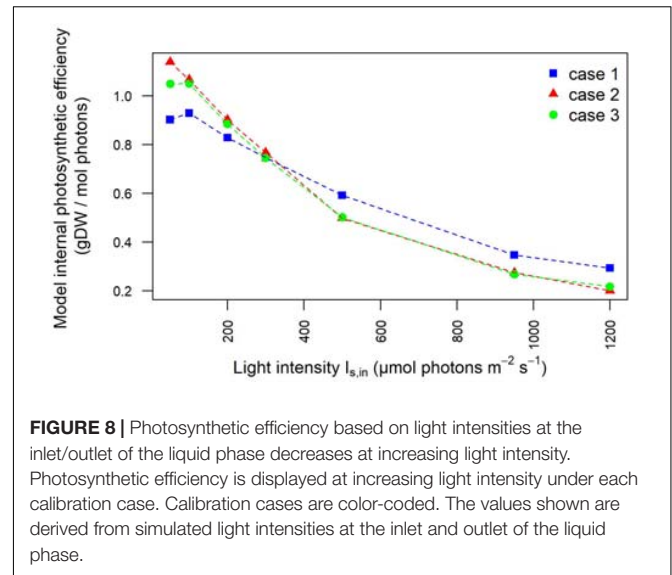 Model internal photosynthetic efficiency
(gDW / mol photons)
1.0
0.8
0.6
0.4
0.2
case 1
case 2
case 3
200
400
600
800
1000
1200
Light intensity I_s,in (μmol photons m⁻² s⁻¹)
FIGURE 8 | Photosynthetic efficiency based on light intensities at the
inlet/outlet of the liquid phase decreases at increasing light intensity.
Photosynthetic efficiency is displayed at increasing light intensity under each
calibration case. Calibration cases are color-coded. The values shown are
derived from simulated light intensities at the inlet and outlet of the liquid
phase.